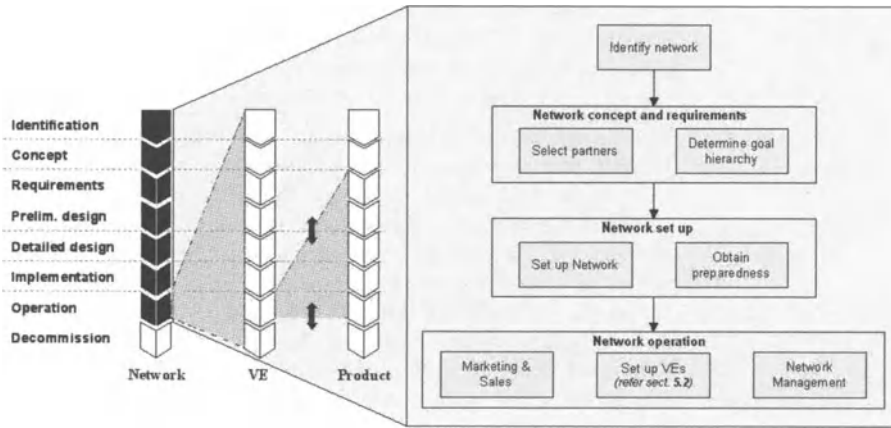 Identification
Concept
Requirements
Prelim. design
Detailed design
Implementation
Operation
Decommission
Network
VE
Product
Identify network
Network concept and requirements
Select partners
Determine goal
hierarchy
Network set up
Set up Network
Obtain
preparedness
Network operation
Marketing &
Sales
Set up VEs
(refer sect. 5.2)
Network
Management